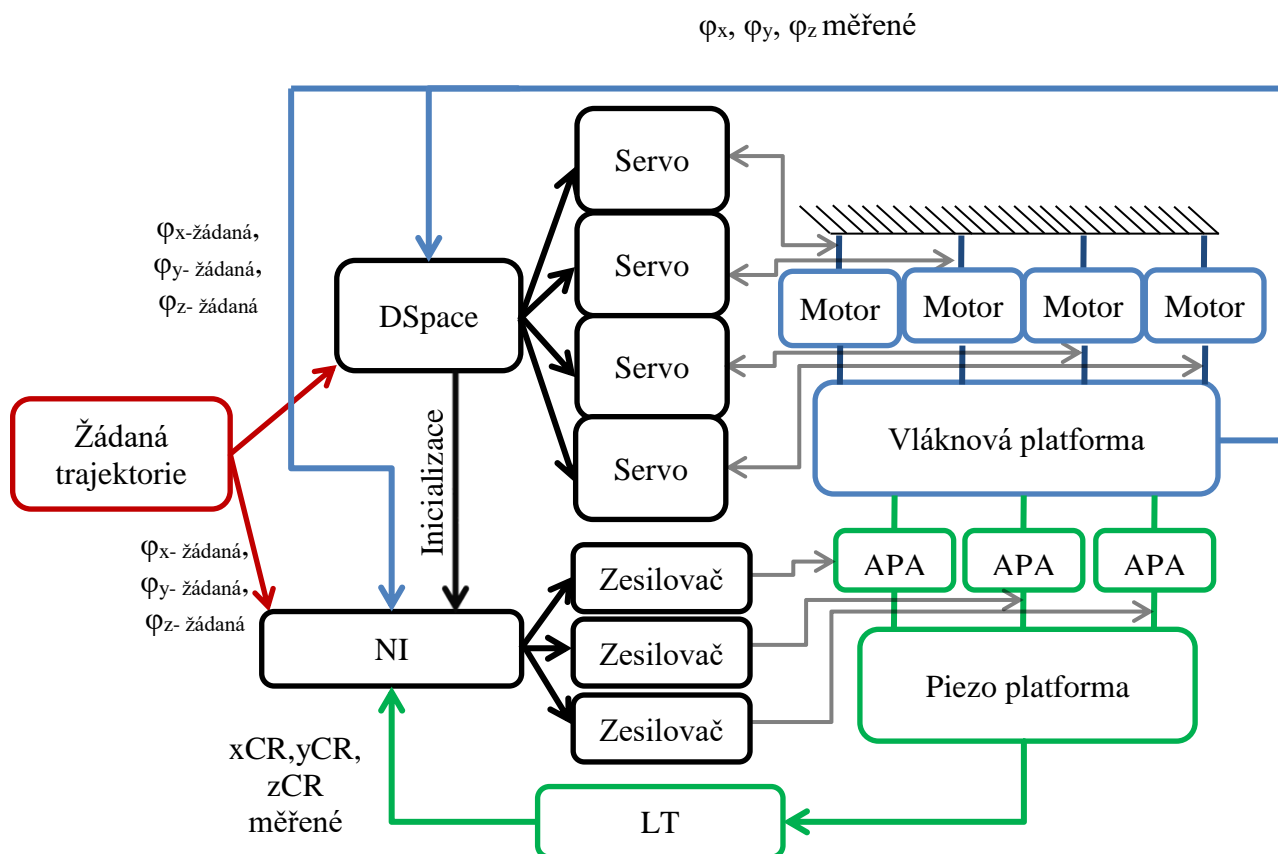 φx, φy, φz měřené
Servo
φx-žádaná,
φy- žádaná,
φz- žádaná
Servo
DSpace
Motor
Motor
Motor
Motor
Servo
Žádaná
trajektorie
Inicializace
Servo
Vláknová platforma
φx- žádaná,
φy- žádaná,
φz- žádaná
Zesilovač
APA
APA
APA
NI
Zesilovač
Zesilovač
Piezo platforma
xCR,yCR,
zCR
měřené
LT